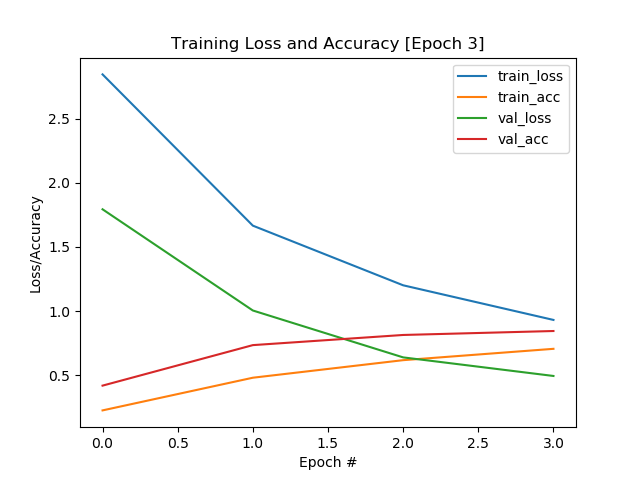 Training Loss and Accuracy [Epoch 3]
train_loss
train_acc
val_loss
val_acc
Loss/Accuracy
2.5
2.0
1.5
1.0
0.5
0.0 0.5 1.0 1.5 2.0 2.5 3.0
Epoch #